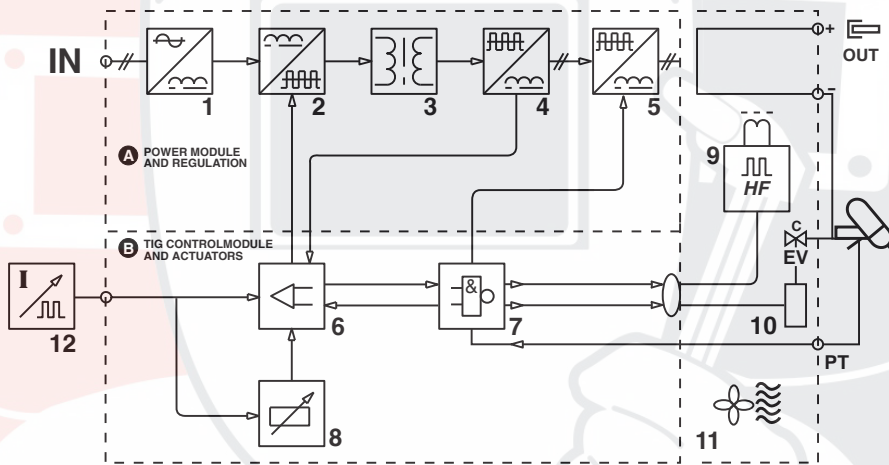 IN
+
OUT
-
1
2
3
4
5
A POWER MODULE
AND REGULATION
9
HF
B TIG CONTROLMODULE
AND ACTUATORS
C
EV
I
12
6
&
7
10
PT
8
11